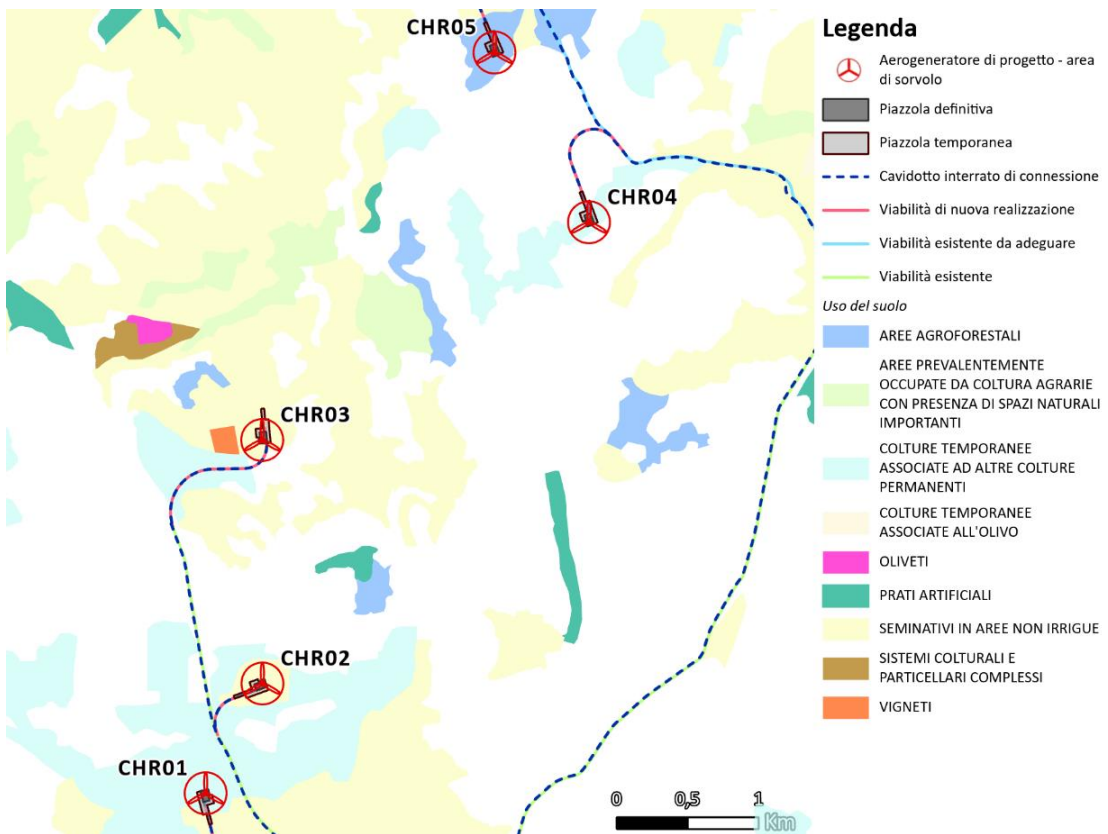 CHR05
CHR04
CHR03
CHR02
CHR01
0 0,5 1
Km
Legenda
Aerogeneratore di progetto - area
di sorvolo
Piazzola definitiva
Piazzola temporanea
Cavidotto interrato di connessione
Viabilità di nuova realizzazione
Viabilità esistente da adeguare
Viabilità esistente
Uso del suolo
AREE AGROFORESTALI
AREE PREVALENTEMENTE
OCCUPATE DA COLTURA AGRARIE
CON PRESENZA DI SPAZI NATURALI
IMPORTANTI
COLTURE TEMPORANEE
ASSOCIATE AD ALTRE COLTURE
PERMANENTI
COLTURE TEMPORANEE
ASSOCIATE ALL'OLIVO
OLIVETI
PRATI ARTIFICIALI
SEMINATIVI IN AREE NON IRRIGUE
SISTEMI COLTURALI E
PARTICELLARI COMPLESSI
VIGNETI